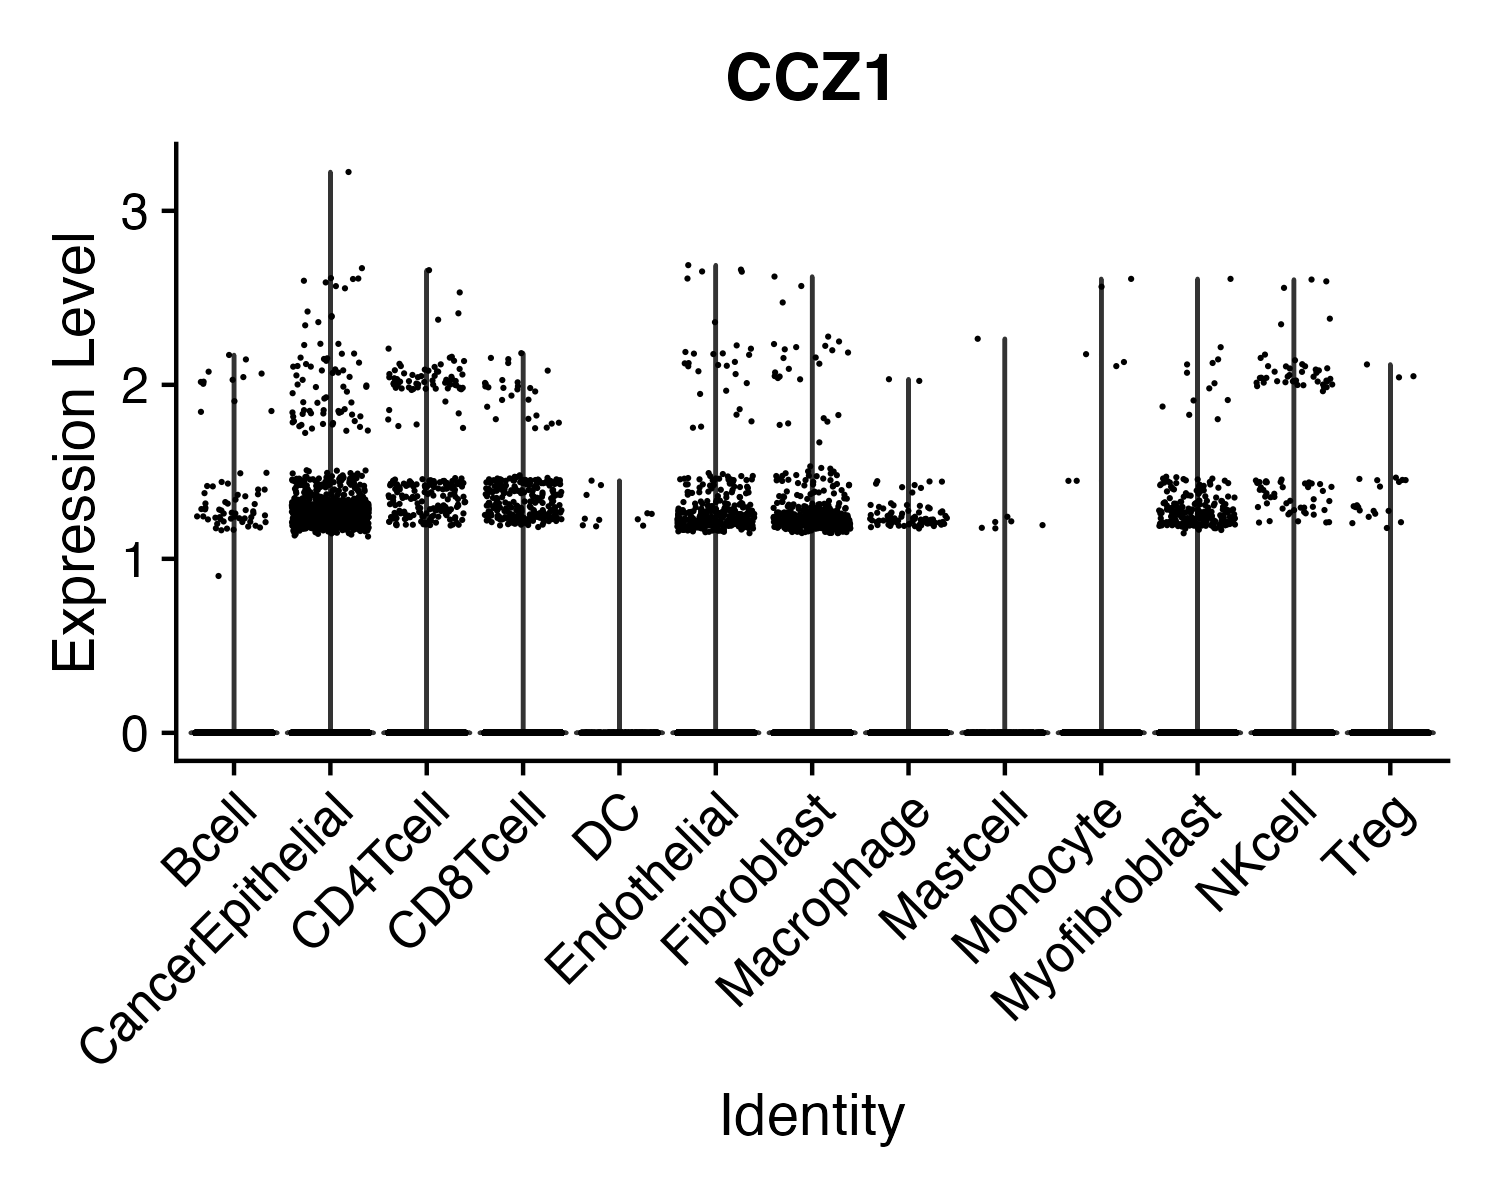 CCZ1
Expression Level
3
2
1
0
Bcell
CancerEpithelial
CD4Tcell
CD8Tcell
DC
Endothelial
Fibroblast
Macrophage
Mastcell
Monocyte
Myofibroblast
NKcell
Treg
Identity